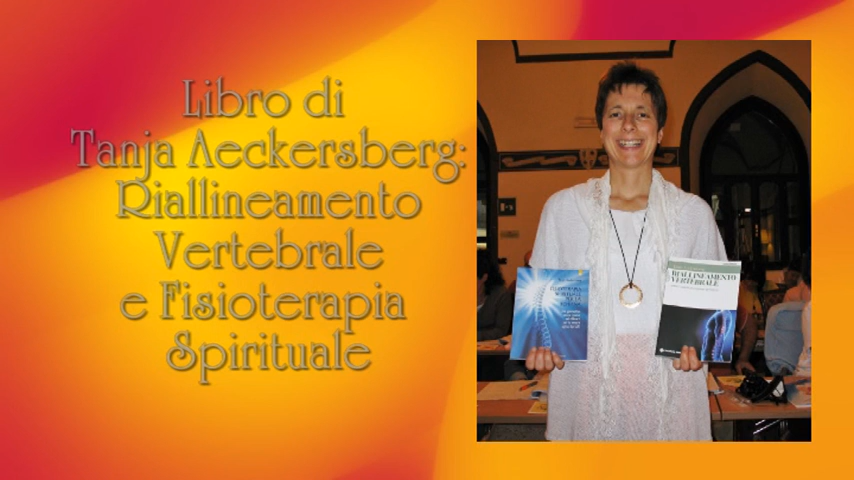 Libro di
Tanja Aeckersberg:
Riallineamento
Vertebrale
e Fisioterapia
Spirituale
RIALLINEAMENTO
VERTEBRALE